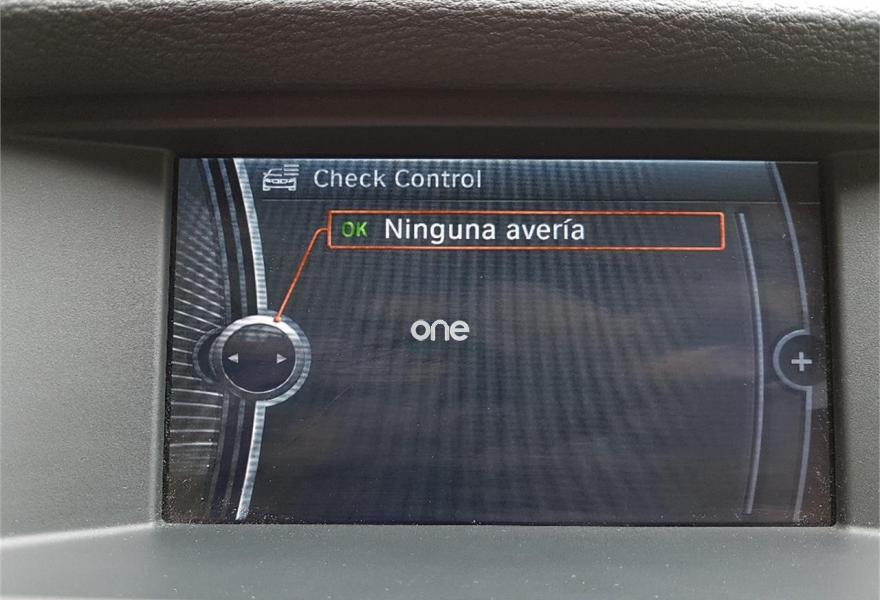 Check Control
OK Ninguna avería
one
+